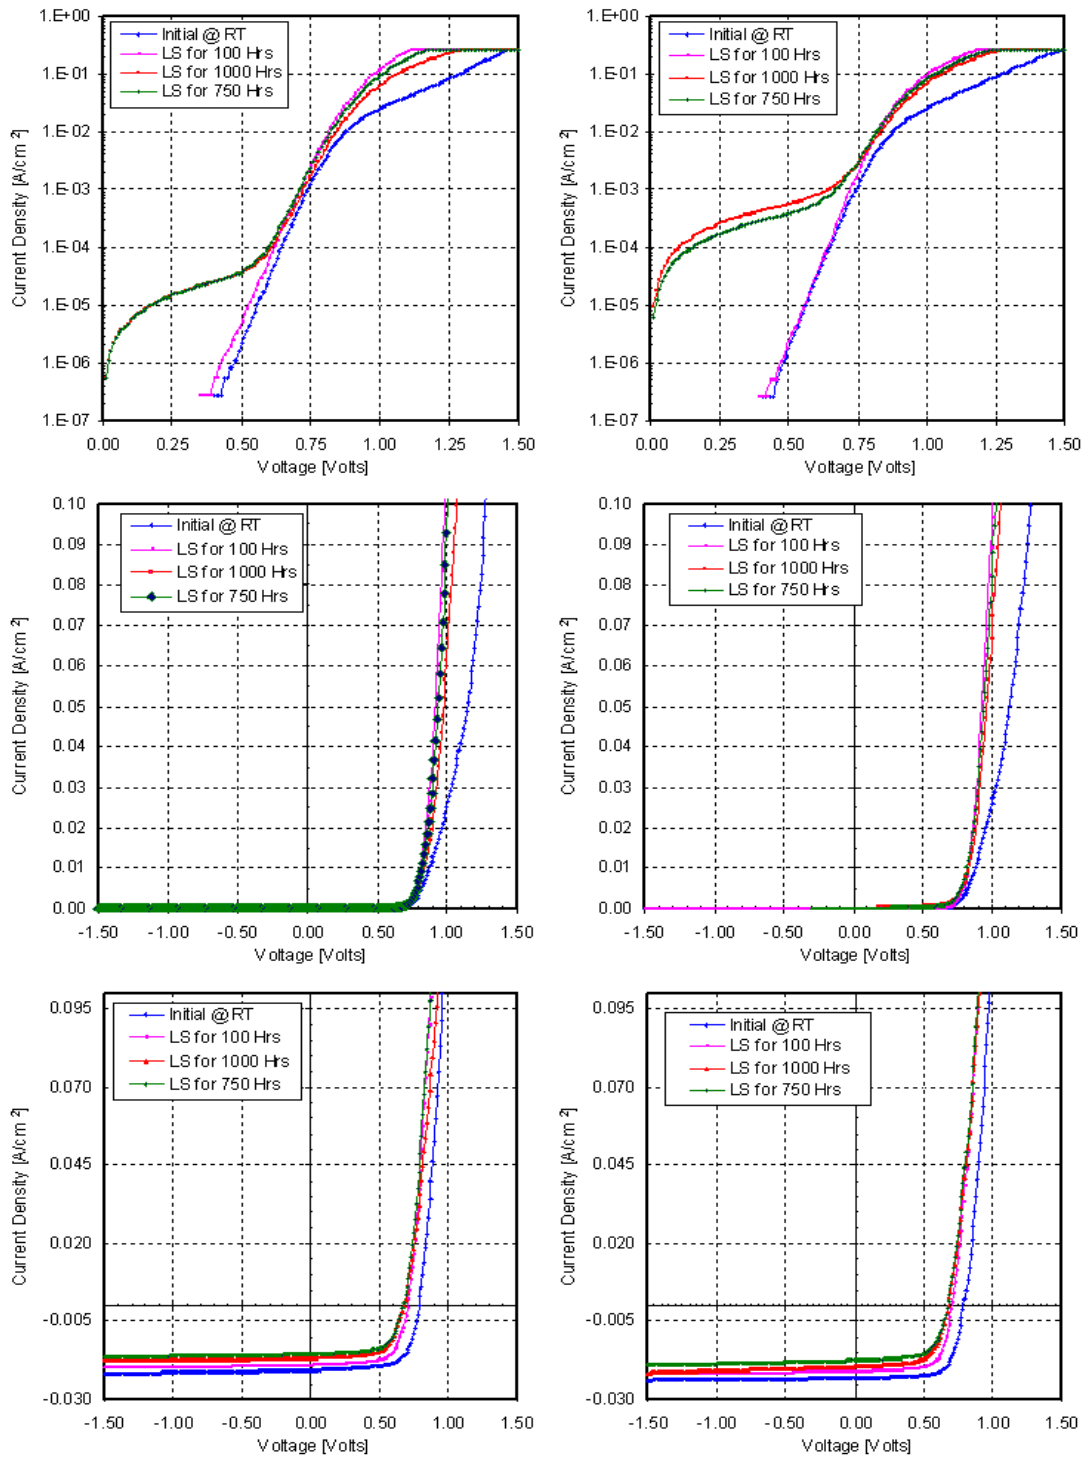 1.E+00
1.E-01
1.E-02
1.E-03
1.E-04
1.E-05
1.E-06
1.E-07
Current Density [A/cm ²]
Initial @ RT
LS for 100 Hrs
LS for 1000 Hrs
LS for 750 Hrs
0.00 0.25 0.50 0.75 1.00 1.25 1.50
Voltage [Volts]
1.E+00
1.E-01
1.E-02
1.E-03
1.E-04
1.E-05
1.E-06
1.E-07
Current Density [A/cm ²]
Initial @ RT
LS for 100 Hrs
LS for 1000 Hrs
LS for 750 Hrs
0.00 0.25 0.50 0.75 1.00 1.25 1.50
Voltage [Volts]
0.10
0.09
0.08
0.07
0.06
0.05
0.04
0.03
0.02
0.01
0.00
Current Density [A/cm ²]
Initial @ RT
LS for 100 Hrs
LS for 1000 Hrs
LS for 750 Hrs
-1.50 -1.00 -0.50 0.00 0.50 1.00 1.50
Voltage [Volts]
0.10
0.09
0.08
0.07
0.06
0.05
0.04
0.03
0.02
0.01
0.00
Current Density [A/cm ²]
Initial @ RT
LS for 100 Hrs
LS for 1000 Hrs
LS for 750 Hrs
-1.50 -1.00 -0.50 0.00 0.50 1.00 1.50
Voltage [Volts]
0.095
0.070
0.045
0.020
-0.005
-0.030
Current Density [A/cm ²]
Initial @ RT
LS for 100 Hrs
LS for 1000 Hrs
LS for 750 Hrs
-1.50 -1.00 -0.50 0.00 0.50 1.00 1.50
Voltage [Volts]
0.095
0.070
0.045
0.020
-0.005
-0.030
Current Density [A/cm ²]
Initial @ RT
LS for 100 Hrs
LS for 1000 Hrs
LS for 750 Hrs
-1.50 -1.00 -0.50 0.00 0.50 1.00 1.50
Voltage [Volts]